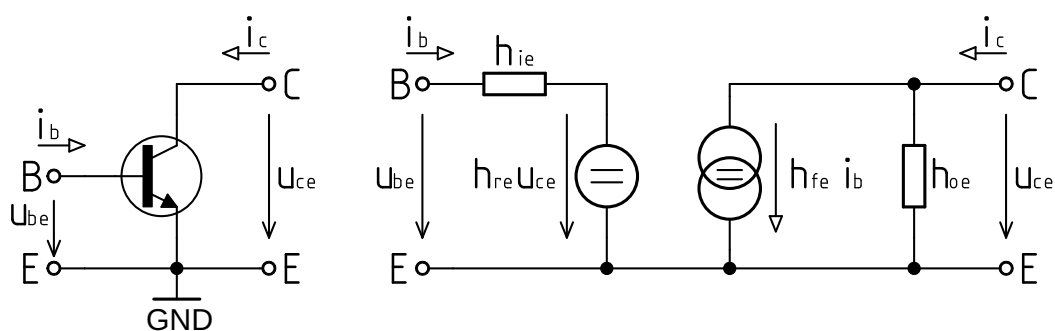 i_c
C
i_b
B
u_be
u_ce
E
E
GND
i_b
i_c
h_ie
B
C
u_be
h_re u_ce
h_fe i_b
h_oe
u_ce
E
E